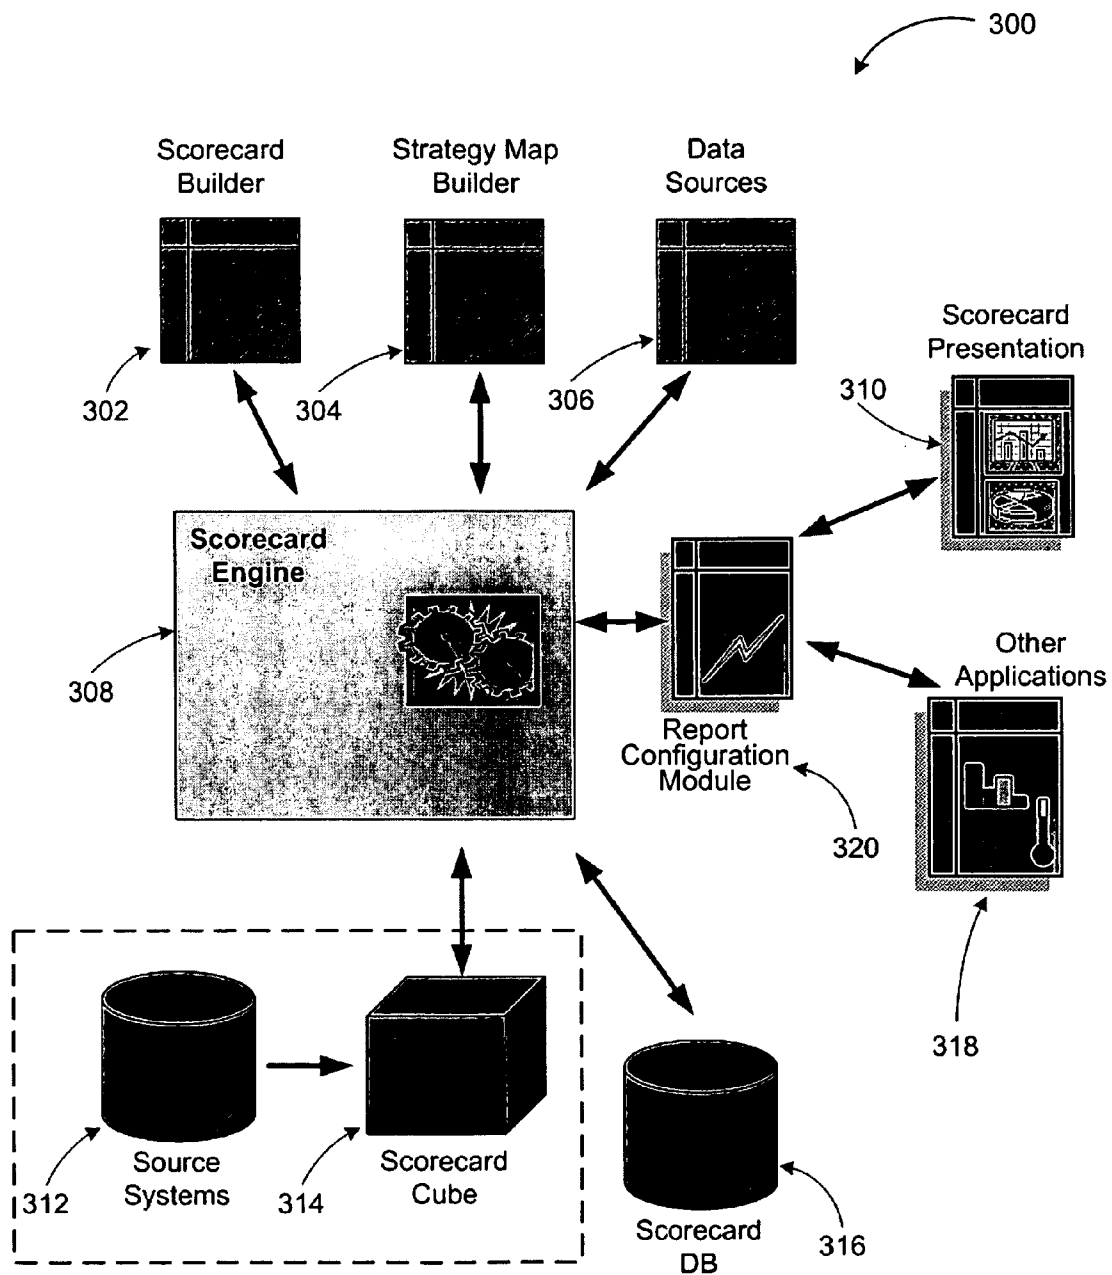 300
Scorecard
Builder
Strategy Map
Builder
Data
Sources
302
304
306
Scorecard
Presentation
310
Scorecard
Engine
308
Report
Configuration
Module
320
Other
Applications
318
Source
Systems
312
Scorecard
Cube
314
Scorecard
DB
316